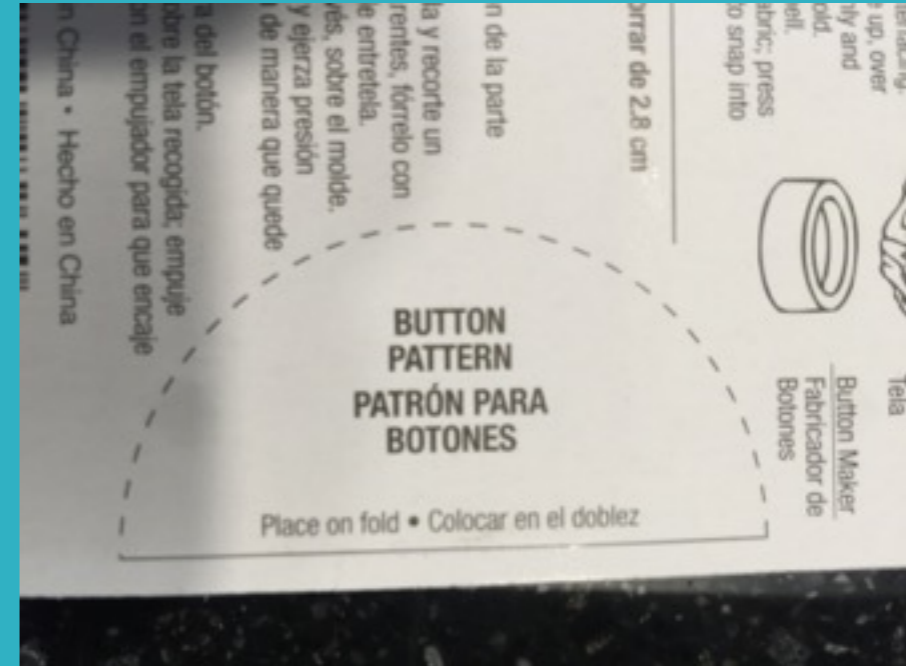 BUTTON
PATTERN
PATRÓN PARA
BOTONES
Place on fold • Colocar en el doblez
up, over
and
old.
ell.
abric; press
o snap into
Tela
Button Maker
Fabricador de
Botones
orrar de 2.8 cm
n de la parte
la y recorte un
rentes, fórrelo con
e entretela.
vés, sobre el molde.
y ejerza presión
de manera que quede
a del botón.
obre la tela recogida; empuje
on el empujador para que encaje
n China • Hecho en China